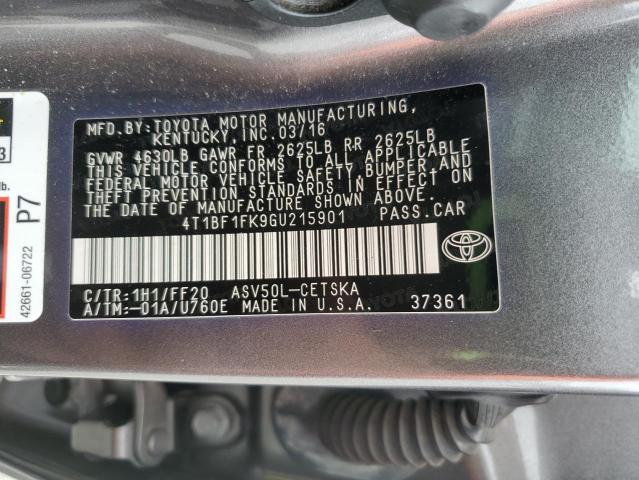 MFD.BY:TOYOTA MOTOR MANUFACTURING,
KENTUCKY, INC.03/16
GVWR 4630LB GAWR FR 2625LB RR 2625LB
THIS VEHICLE CONFORMS TO ALL APPLICABLE
FEDERAL MOTOR VEHICLE SAFETY, BUMPER AND
THEFT PREVENTION STANDARDS IN EFFECT ON
THE DATE OF MANUFACTURE SHOWN ABOVE.
4T1BF1FK9GU215901 PASS.CAR
C/TR:1H1/FF20 ASV50L-CETSKA
A/TM:-01A/U760E MADE IN U.S.A. 37361
3
lb.
P7
42661-06722